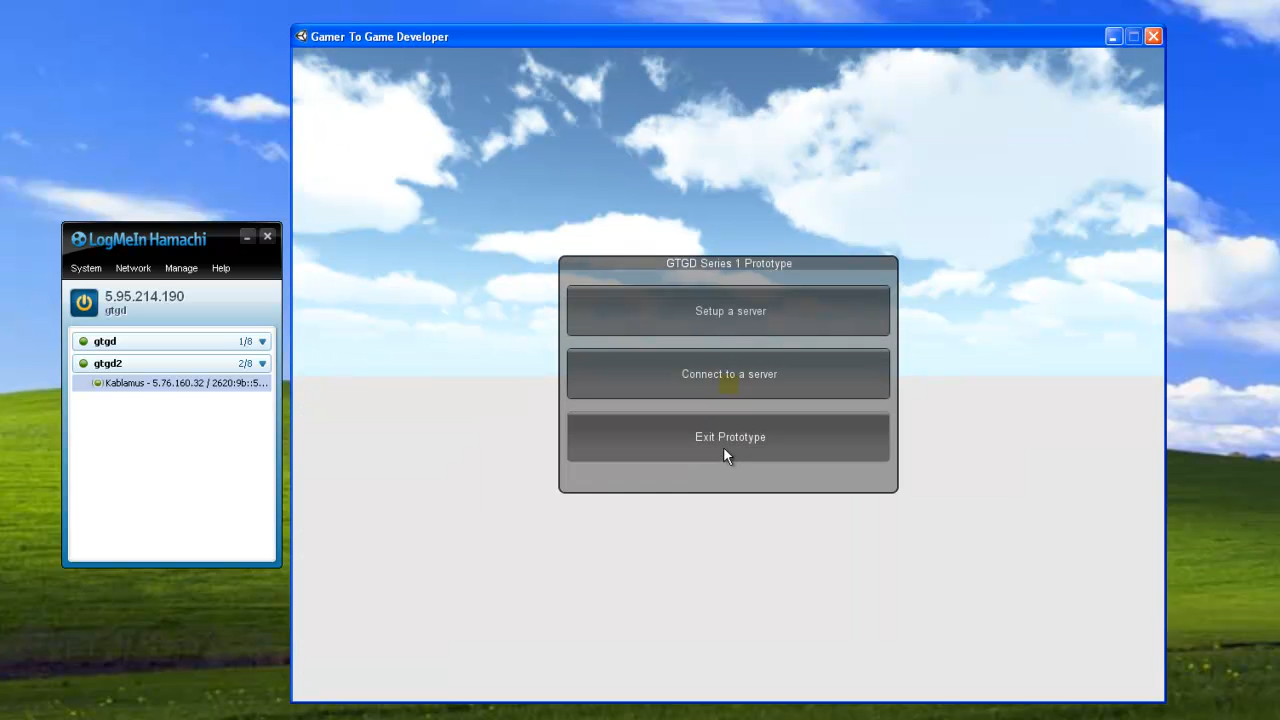 Gamer To Game Developer
LogMeIn Hamachi
System Network Manage Help
5.95.214.190
gtgd
gtgd 1/8
gtgd2 2/8
Kablamus - 5.76.160.32 / 2620:9b::5...
GTGD Series 1 Prototype
Setup a server
Connect to a server
Exit Prototype